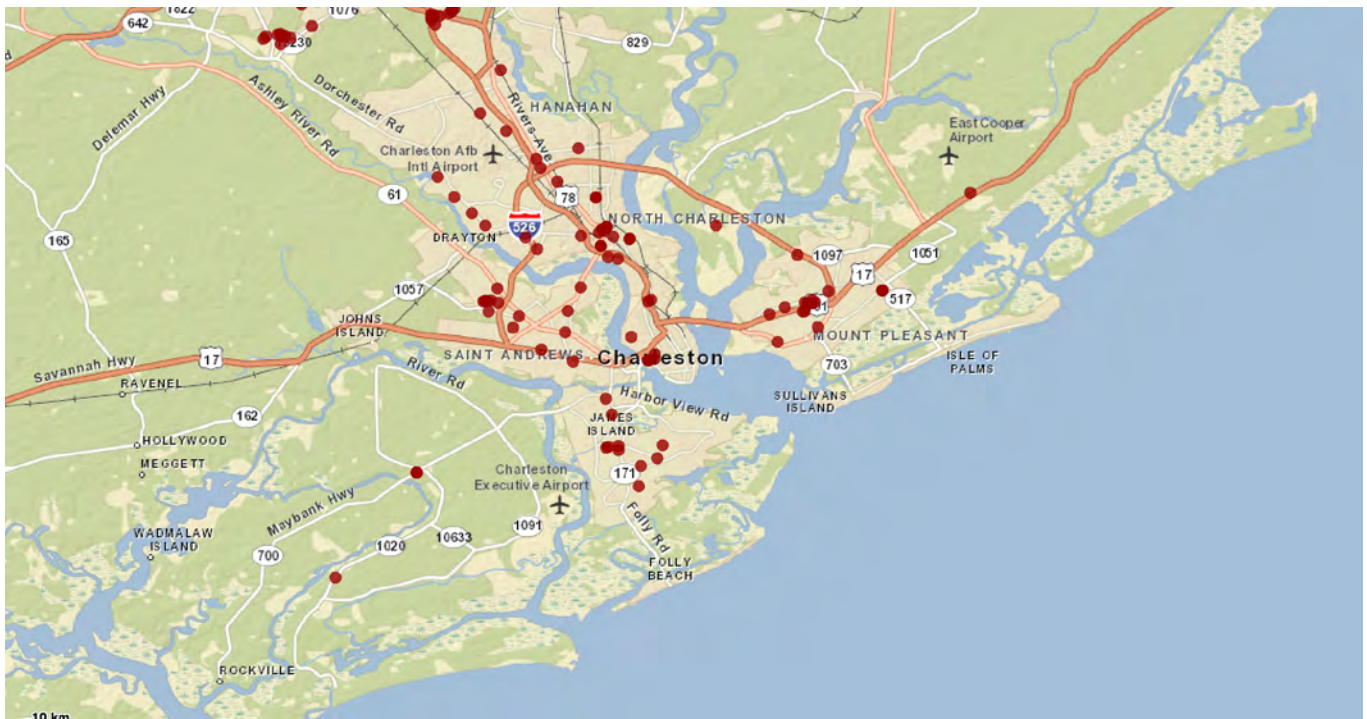 1822
1076
642
829
1230
Ashley River Rd
Dorchester Rd
Delemar Hwy
Rivers Ave
HANAHAN
East Cooper
Airport
Charleston Afb
Intl Airport
61
78
165
526
NORTH CHARLESTON
DRAYTON
1097
1051
17
1057
517
JOHNS
ISLAND
MOUNT PLEASANT
17
SAINT ANDREWS
Charleston
ISLE OF
PALMS
703
Savannah Hwy
RAVENEL
River Rd
SULLIVANS
ISLAND
Harbor View Rd
162
JAMES
ISLAND
HOLLYWOOD
MEGGETT
Charleston
Executive Airport
171
Maybank Hwy
1091
Folly Rd
WADMALAW
ISLAND
10633
1020
700
FOLLY
BEACH
ROCKVILLE
10 km